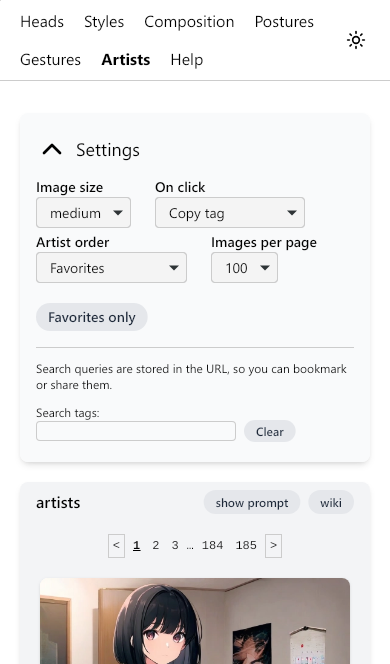 Heads Styles Composition Postures
Gestures Artists Help
Settings
Image size On click
medium Copy tag
Artist order Images per page
Favorites 100
Favorites only
Search queries are stored in the URL, so you can bookmark
or share them.
Search tags:
Clear
artists show prompt wiki
< 1 2 3 … 184 185 >